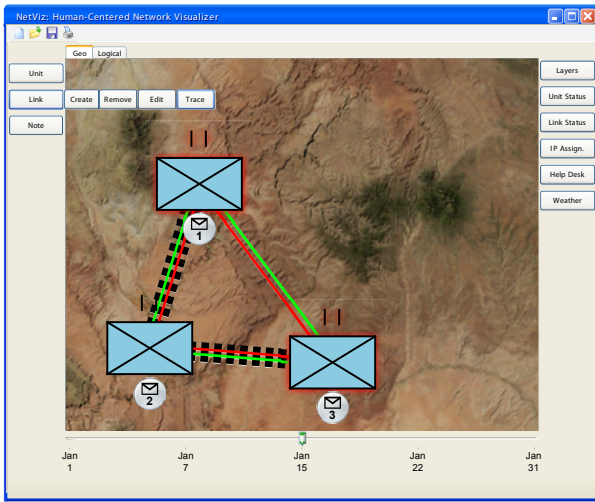 NetViz: Human-Centered Network Visualizer
Geo Logical
Unit
Link Create Remove Edit Trace
Note
Layers
Unit Status
Link Status
IP Assign.
Help Desk
Weather
1
2
3
Jan Jan Jan Jan Jan
1 7 15 22 31